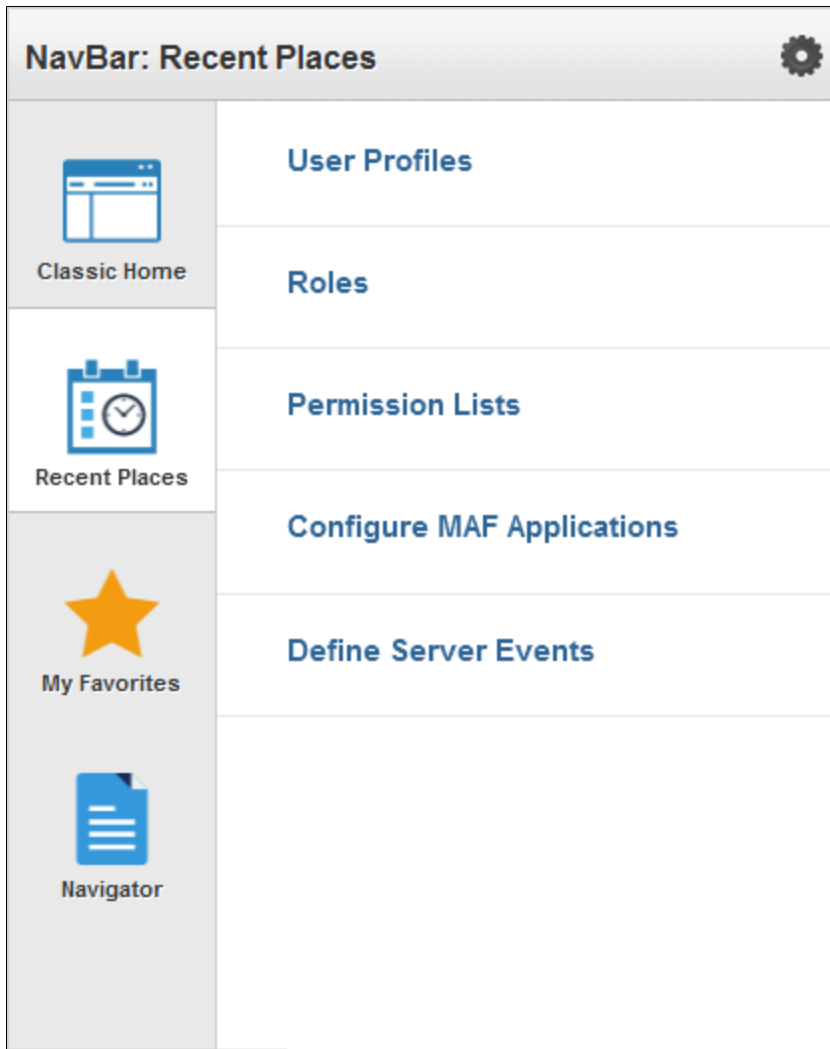 NavBar: Recent Places
Classic Home
Recent Places
My Favorites
Navigator
User Profiles
Roles
Permission Lists
Configure MAF Applications
Define Server Events